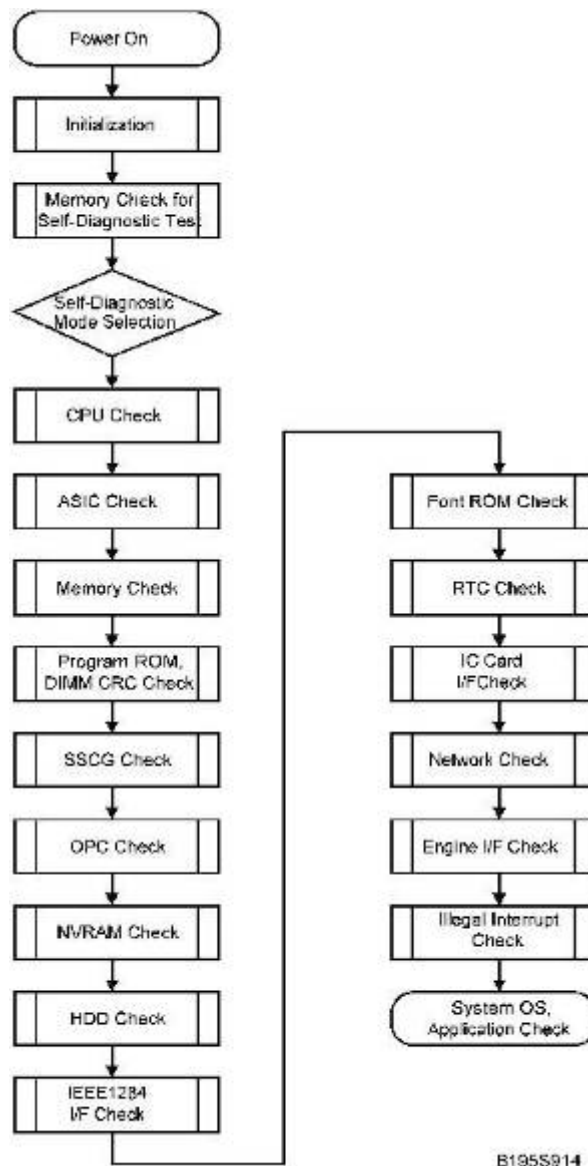 Power On
Initialization
Memory Check for
Self-Diagnostic Test
Self-Diagnostic
Mode Selection
CPU Check
ASIC Check
Memory Check
Program ROM,
DIMM CRC Check
SSCG Check
OPC Check
NVRAM Check
HDD Check
IEEE1284
I/F Check
Font ROM Check
RTC Check
IC Card
I/FCheck
Network Check
Engine I/F Check
Illegal Interrupt
Check
System OS,
Application Check
B195S914